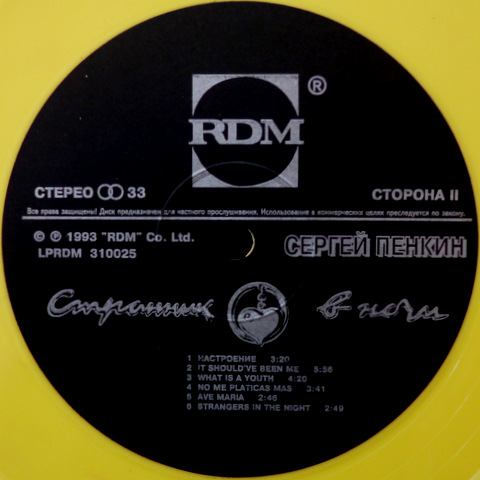 RDM ®
СТЕРЕО 33
СТОРОНА II
Все права защищены! Диск предназначен для частного прослушивания. Использование в коммерческих целях преследуется по закону.
© ℗ 1993 "RDM" Co. Ltd.
LPRDM 310025
СЕРГЕЙ ПЕНКИН
Странник в ночи
1 НАСТРОЕНИЕ 3:20
2 IT SHOULD'VE BEEN ME 5:56
3 WHAT IS A YOUTH 4:20
4 NO ME PLATICAS MAS 3:41
5 AVE MARIA 2:46
6 STRANGERS IN THE NIGHT 2:49